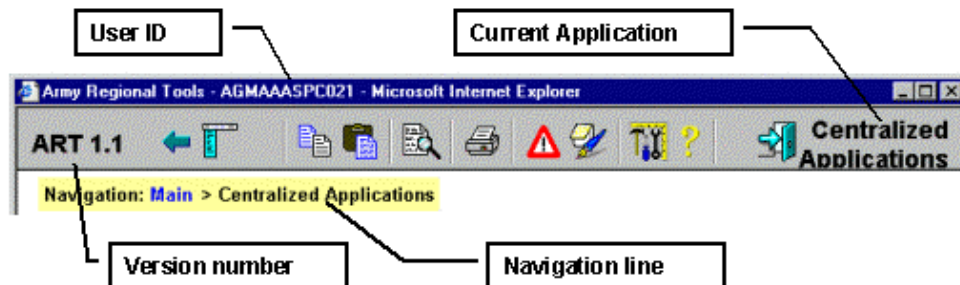 User ID
Current Application
Army Regional Tools - AGMAAASPC021 - Microsoft Internet Explorer
ART 1.1
?
Centralized
Applications
Navigation: Main > Centralized Applications
Version number
Navigation line